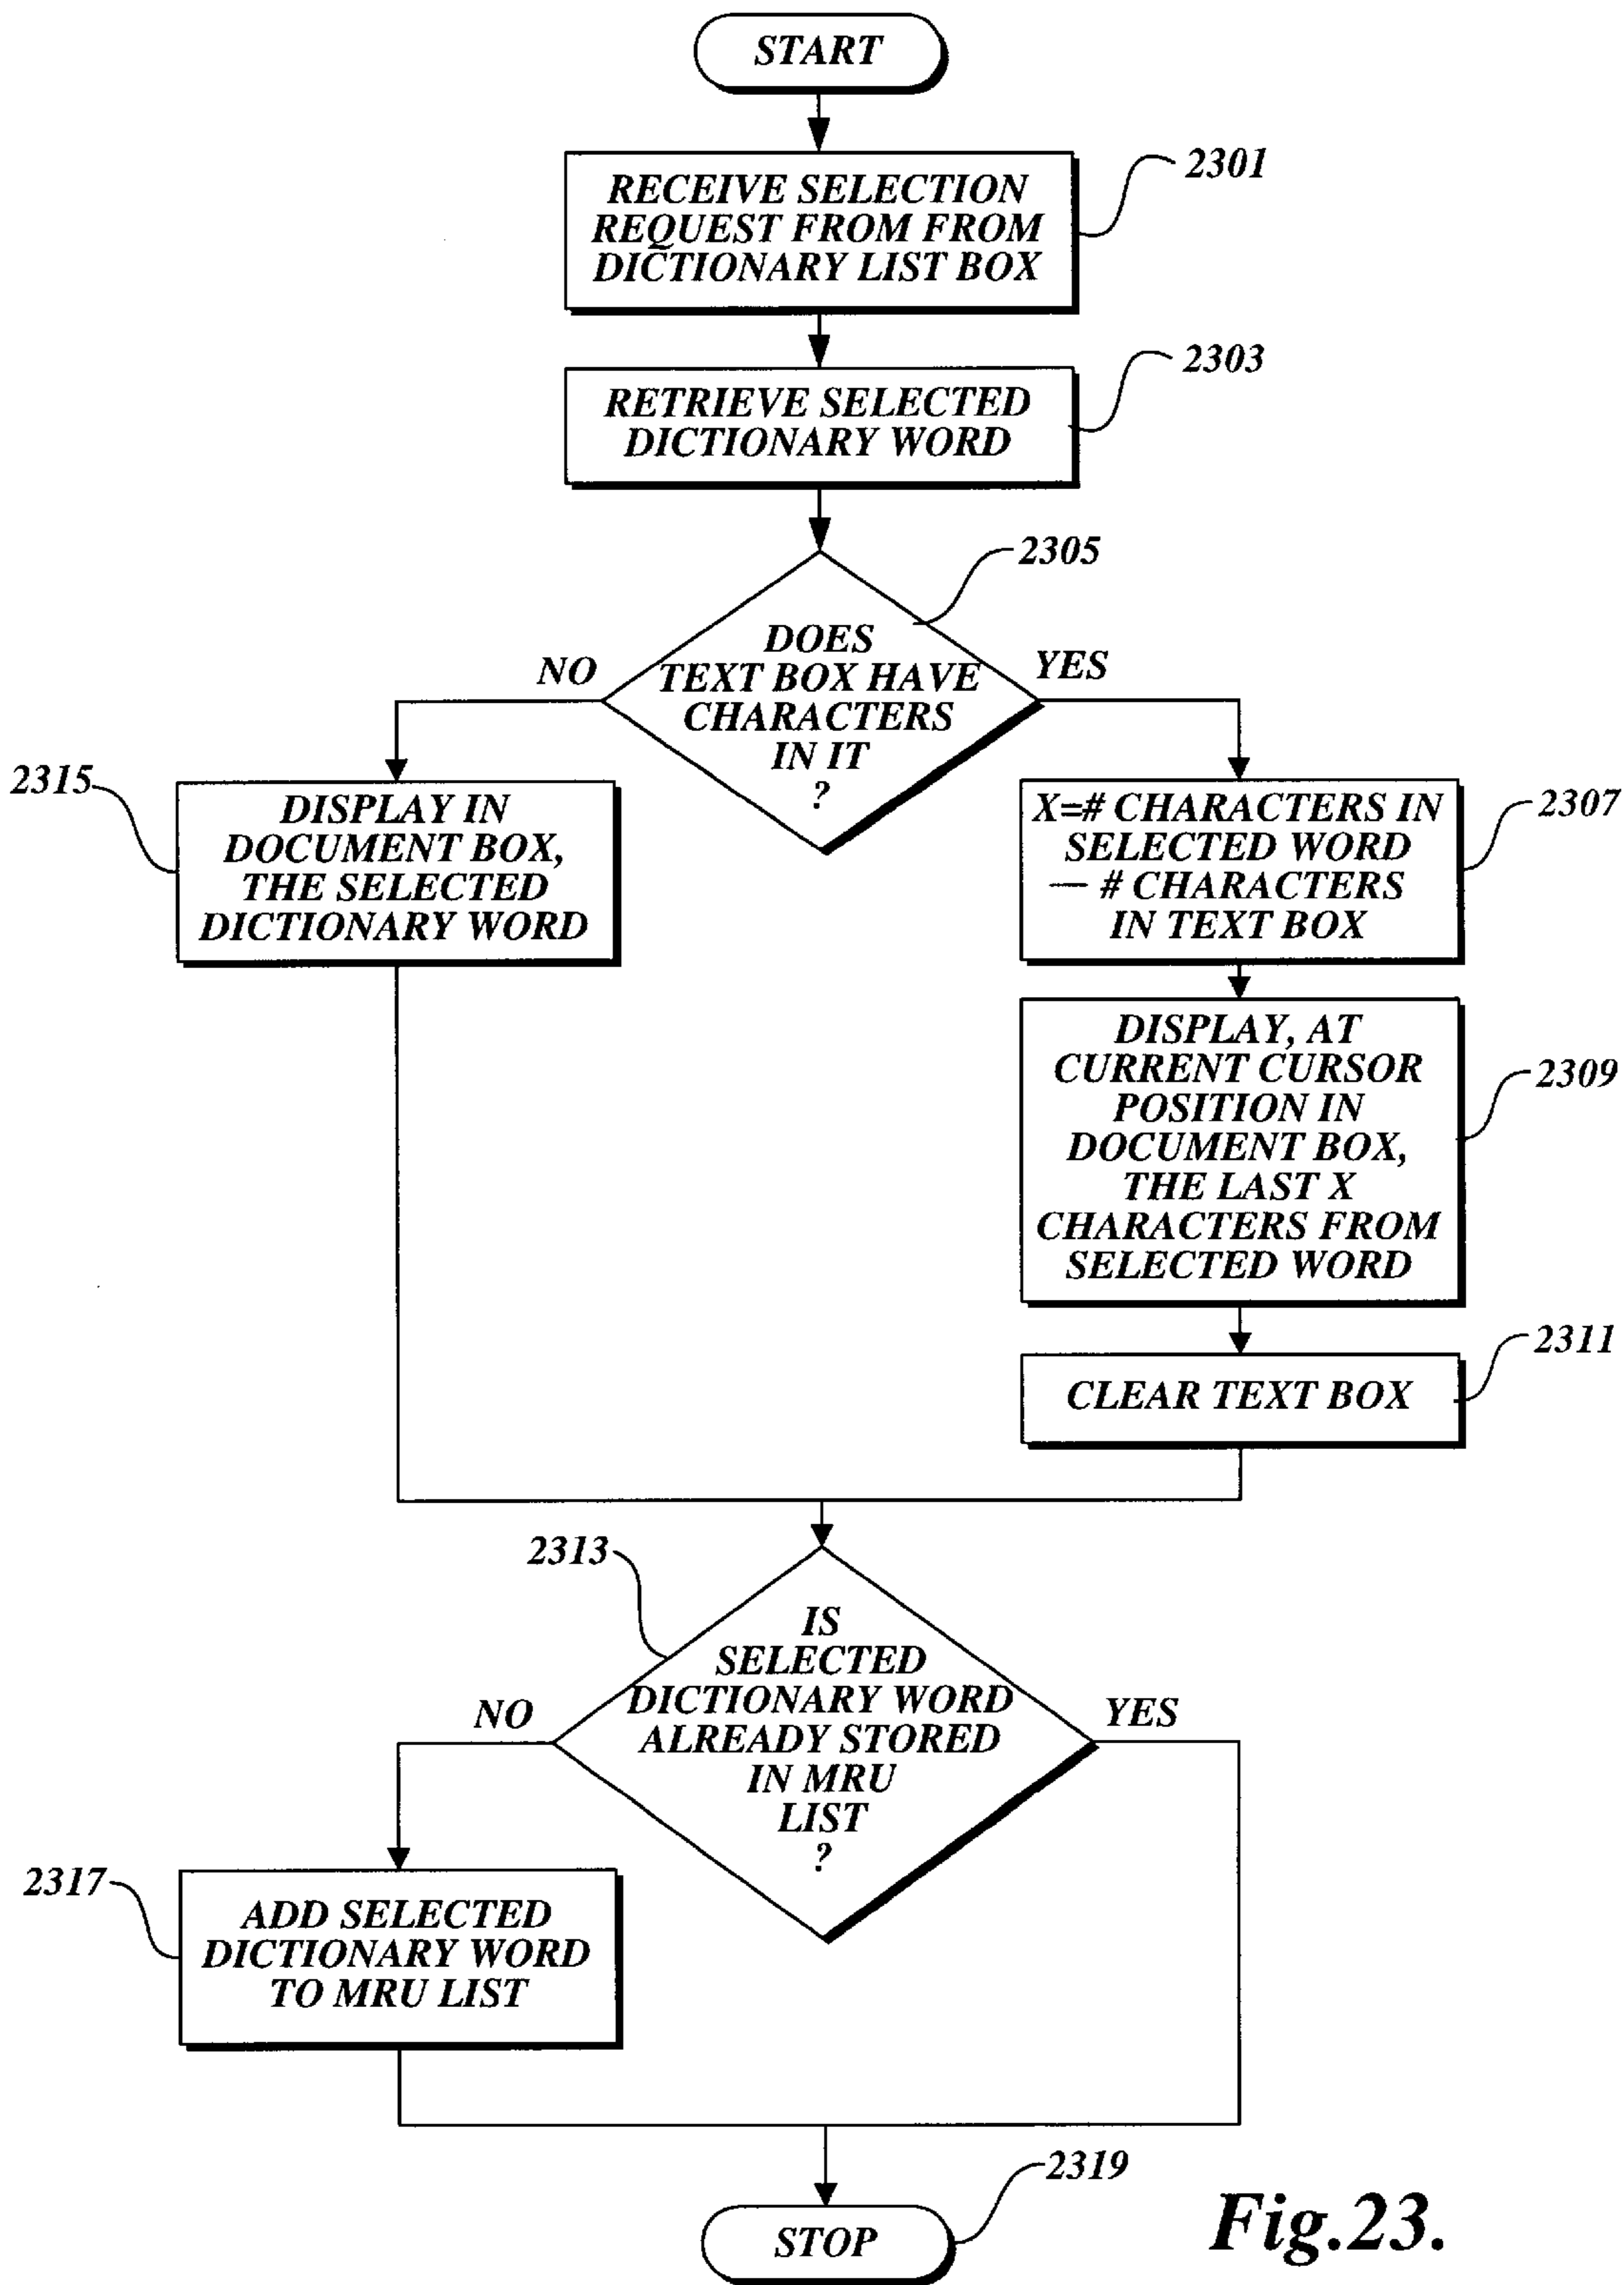 START
RECEIVE SELECTION
REQUEST FROM FROM
DICTIONARY LIST BOX
2301
RETRIEVE SELECTED
DICTIONARY WORD
2303
2305
DOES
TEXT BOX HAVE
CHARACTERS
IN IT
?
NO
YES
2315
DISPLAY IN
DOCUMENT BOX,
THE SELECTED
DICTIONARY WORD
X=# CHARACTERS IN
SELECTED WORD
— # CHARACTERS
IN TEXT BOX
2307
DISPLAY, AT
CURRENT CURSOR
POSITION IN
DOCUMENT BOX,
THE LAST X
CHARACTERS FROM
SELECTED WORD
2309
CLEAR TEXT BOX
2311
2313
IS
SELECTED
DICTIONARY WORD
ALREADY STORED
IN MRU
LIST
?
NO
YES
2317
ADD SELECTED
DICTIONARY WORD
TO MRU LIST
STOP
2319
Fig.23.